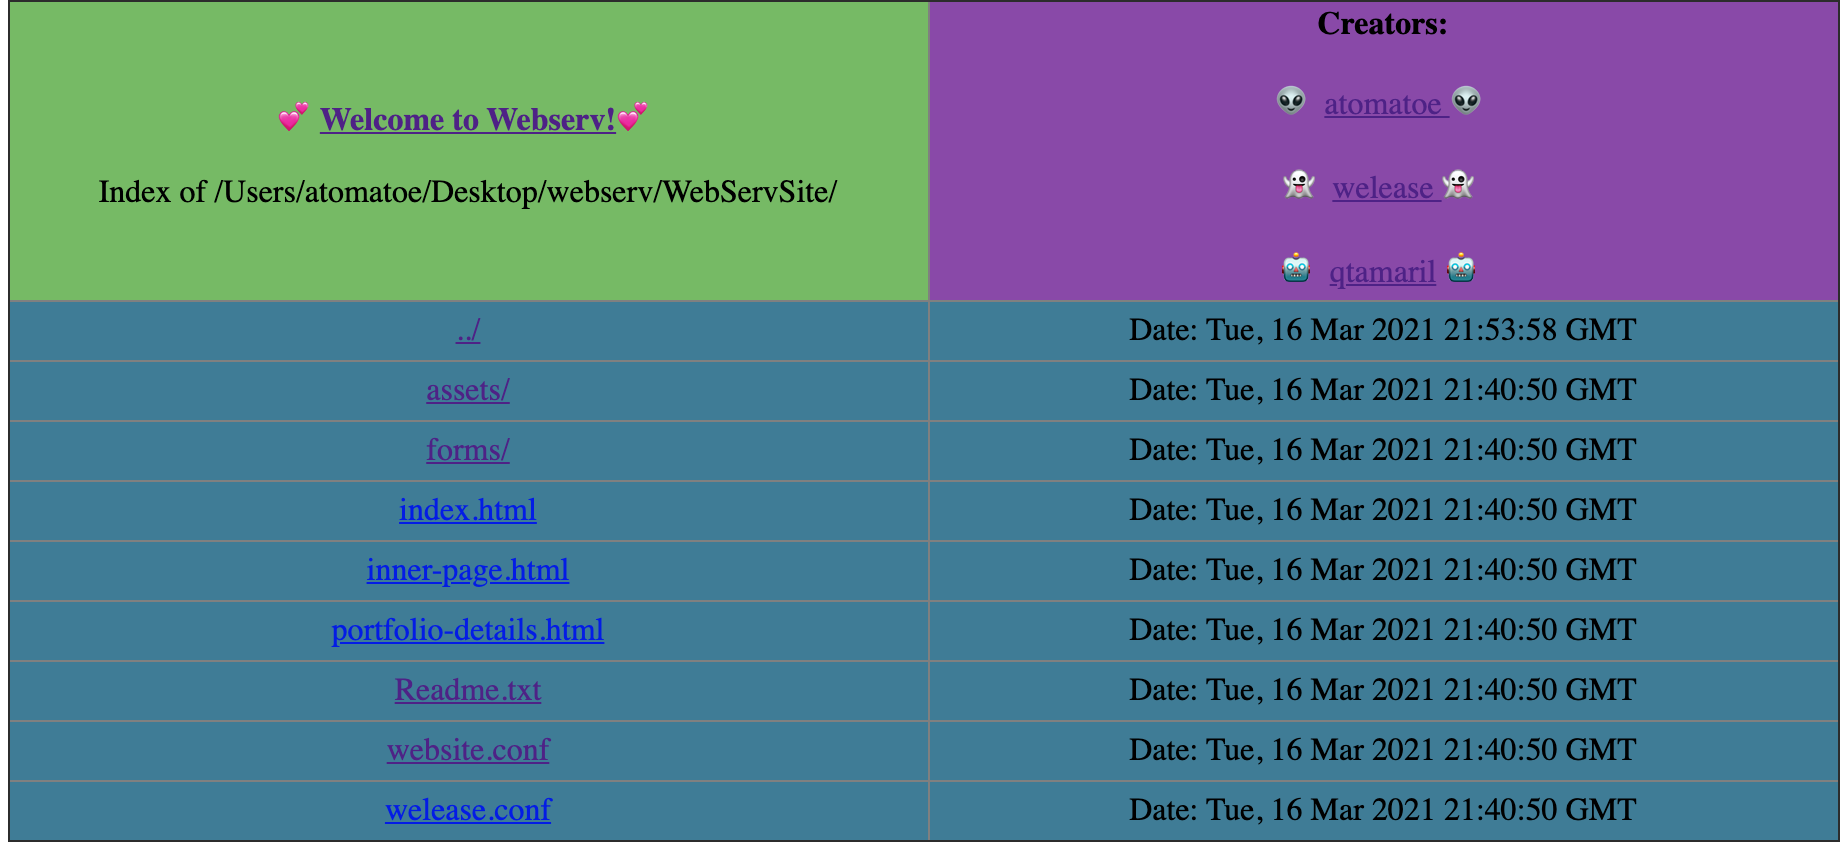 💕 Welcome to Webserv!💕
Index of /Users/atomatoe/Desktop/webserv/WebServSite/
Creators:
👽 atomatoe 👽
👻 welease 👻
🤖 qtamaril 🤖
../ Date: Tue, 16 Mar 2021 21:53:58 GMT
assets/ Date: Tue, 16 Mar 2021 21:40:50 GMT
forms/ Date: Tue, 16 Mar 2021 21:40:50 GMT
index.html Date: Tue, 16 Mar 2021 21:40:50 GMT
inner-page.html Date: Tue, 16 Mar 2021 21:40:50 GMT
portfolio-details.html Date: Tue, 16 Mar 2021 21:40:50 GMT
Readme.txt Date: Tue, 16 Mar 2021 21:40:50 GMT
website.conf Date: Tue, 16 Mar 2021 21:40:50 GMT
welease.conf Date: Tue, 16 Mar 2021 21:40:50 GMT